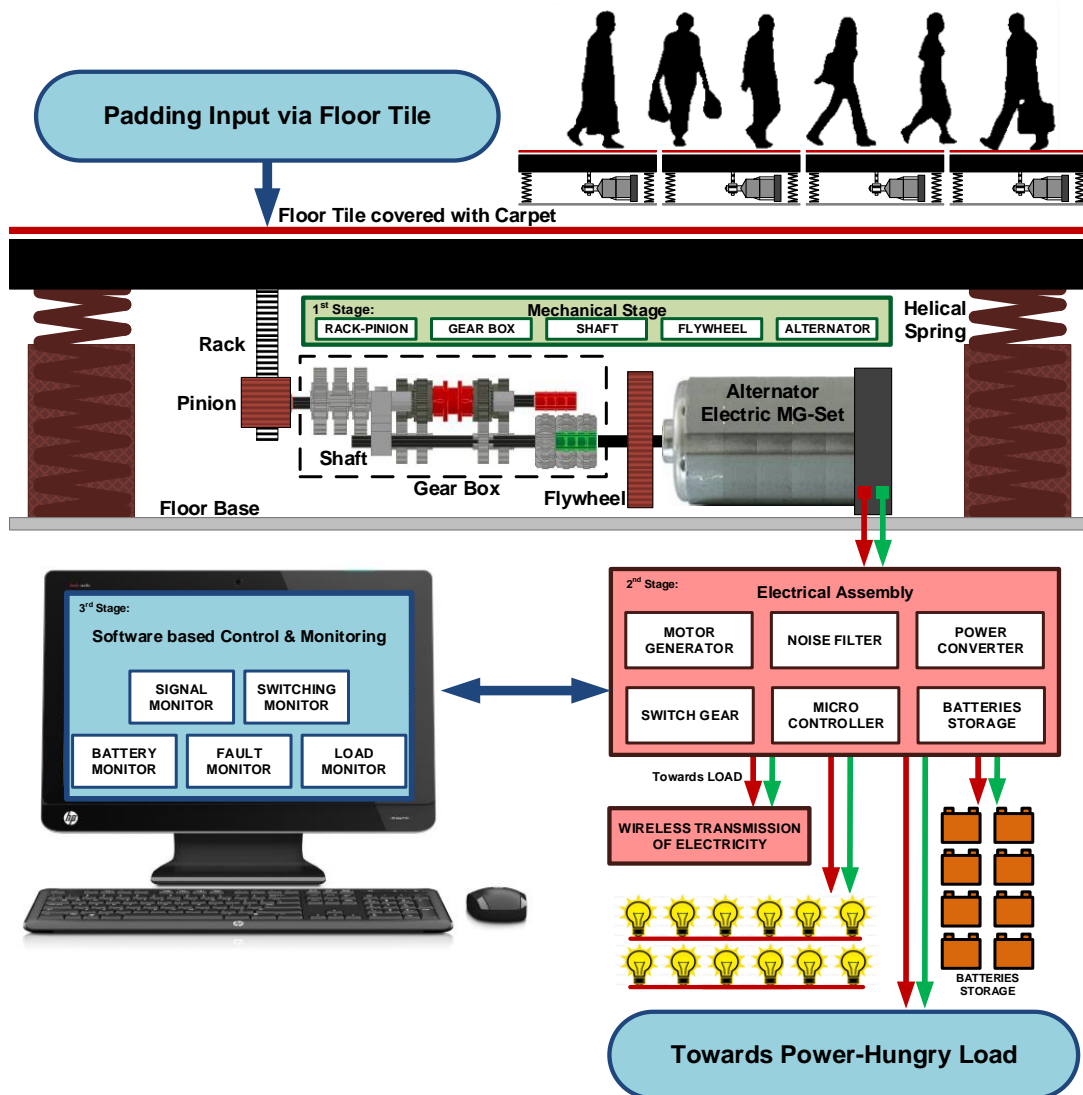 Padding Input via Floor Tile
Floor Tile covered with Carpet
1st Stage:
Mechanical Stage
RACK-PINION
GEAR BOX
SHAFT
FLYWHEEL
ALTERNATOR
Helical
Spring
Rack
Pinion
Shaft
Gear Box
Flywheel
Alternator
Electric MG-Set
Floor Base
2nd Stage:
Electrical Assembly
MOTOR
GENERATOR
NOISE FILTER
POWER
CONVERTER
SWITCH GEAR
MICRO
CONTROLLER
BATTERIES
STORAGE
3rd Stage:
Software based Control & Monitoring
SIGNAL
MONITOR
SWITCHING
MONITOR
BATTERY
MONITOR
FAULT
MONITOR
LOAD
MONITOR
hp
Towards LOAD
WIRELESS TRANSMISSION
OF ELECTRICITY
BATTERIES
STORAGE
Towards Power-Hungry Load